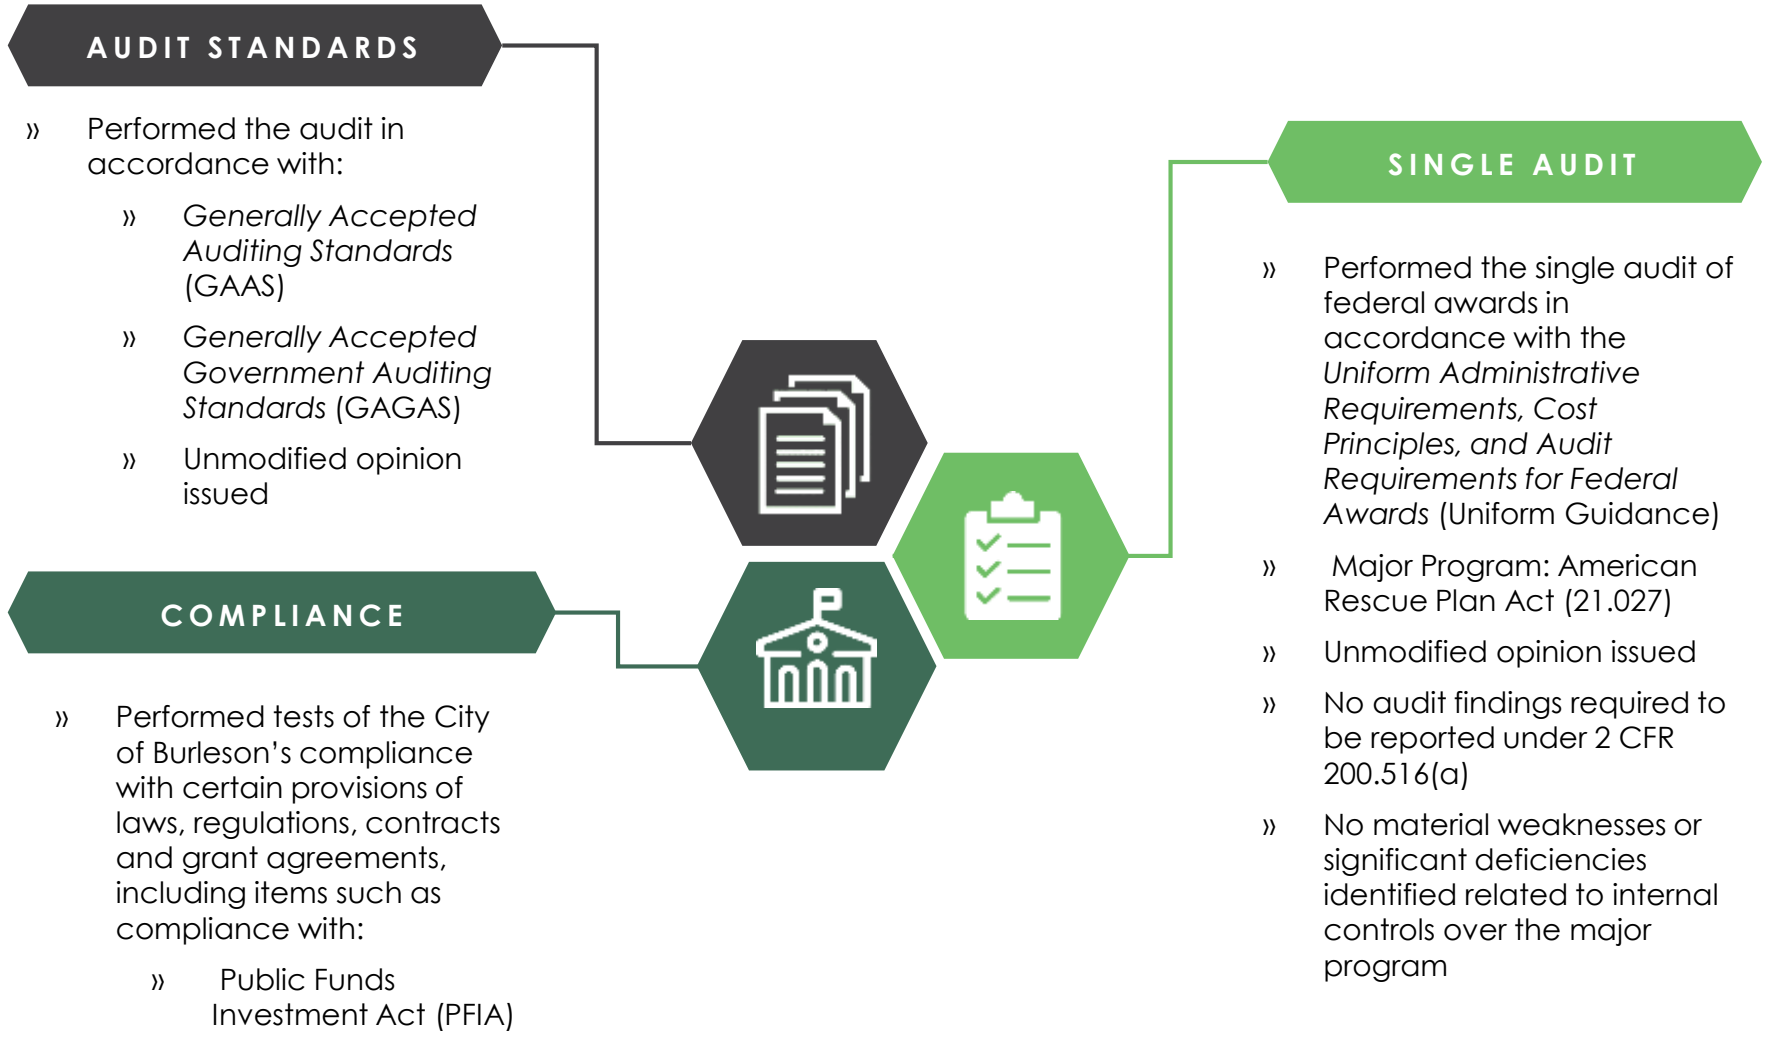 AUDIT STANDARDS
» Performed the audit in
accordance with:
» Generally Accepted
Auditing Standards
(GAAS)
» Generally Accepted
Government Auditing
Standards (GAGAS)
» Unmodified opinion
issued
COMPLIANCE
» Performed tests of the City
of Burleson’s compliance
with certain provisions of
laws, regulations, contracts
and grant agreements,
including items such as
compliance with:
» Public Funds
Investment Act (PFIA)
SINGLE AUDIT
» Performed the single audit of
federal awards in
accordance with the
Uniform Administrative
Requirements, Cost
Principles, and Audit
Requirements for Federal
Awards (Uniform Guidance)
» Major Program: American
Rescue Plan Act (21.027)
» Unmodified opinion issued
» No audit findings required to
be reported under 2 CFR
200.516(a)
» No material weaknesses or
significant deficiencies
identified related to internal
controls over the major
program